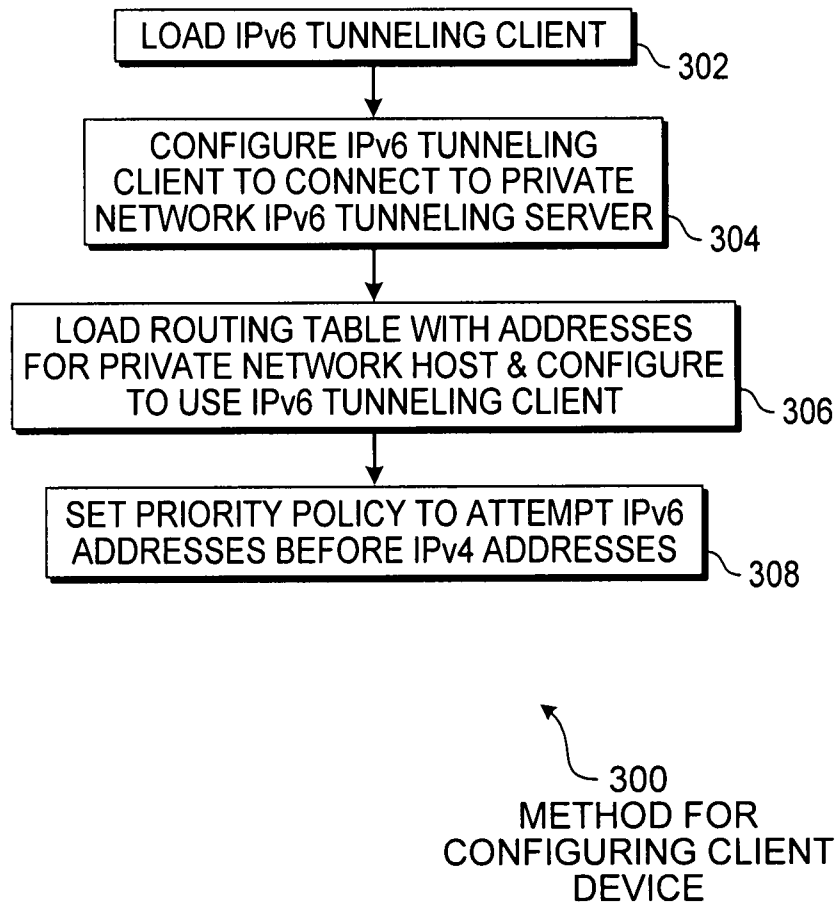 LOAD IPv6 TUNNELING CLIENT
302
CONFIGURE IPv6 TUNNELING
CLIENT TO CONNECT TO PRIVATE
NETWORK IPv6 TUNNELING SERVER
304
LOAD ROUTING TABLE WITH ADDRESSES
FOR PRIVATE NETWORK HOST & CONFIGURE
TO USE IPv6 TUNNELING CLIENT
306
SET PRIORITY POLICY TO ATTEMPT IPv6
ADDRESSES BEFORE IPv4 ADDRESSES
308
300
METHOD FOR
CONFIGURING CLIENT
DEVICE